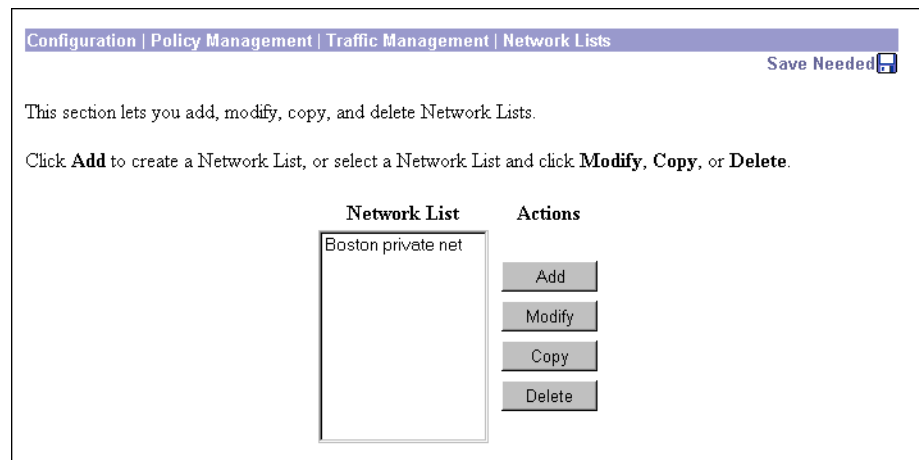 Configuration | Policy Management | Traffic Management | Network Lists
Save Needed
This section lets you add, modify, copy, and delete Network Lists.
Click Add to create a Network List, or select a Network List and click Modify, Copy, or Delete.
Network List
Actions
Boston private net
Add
Modify
Copy
Delete